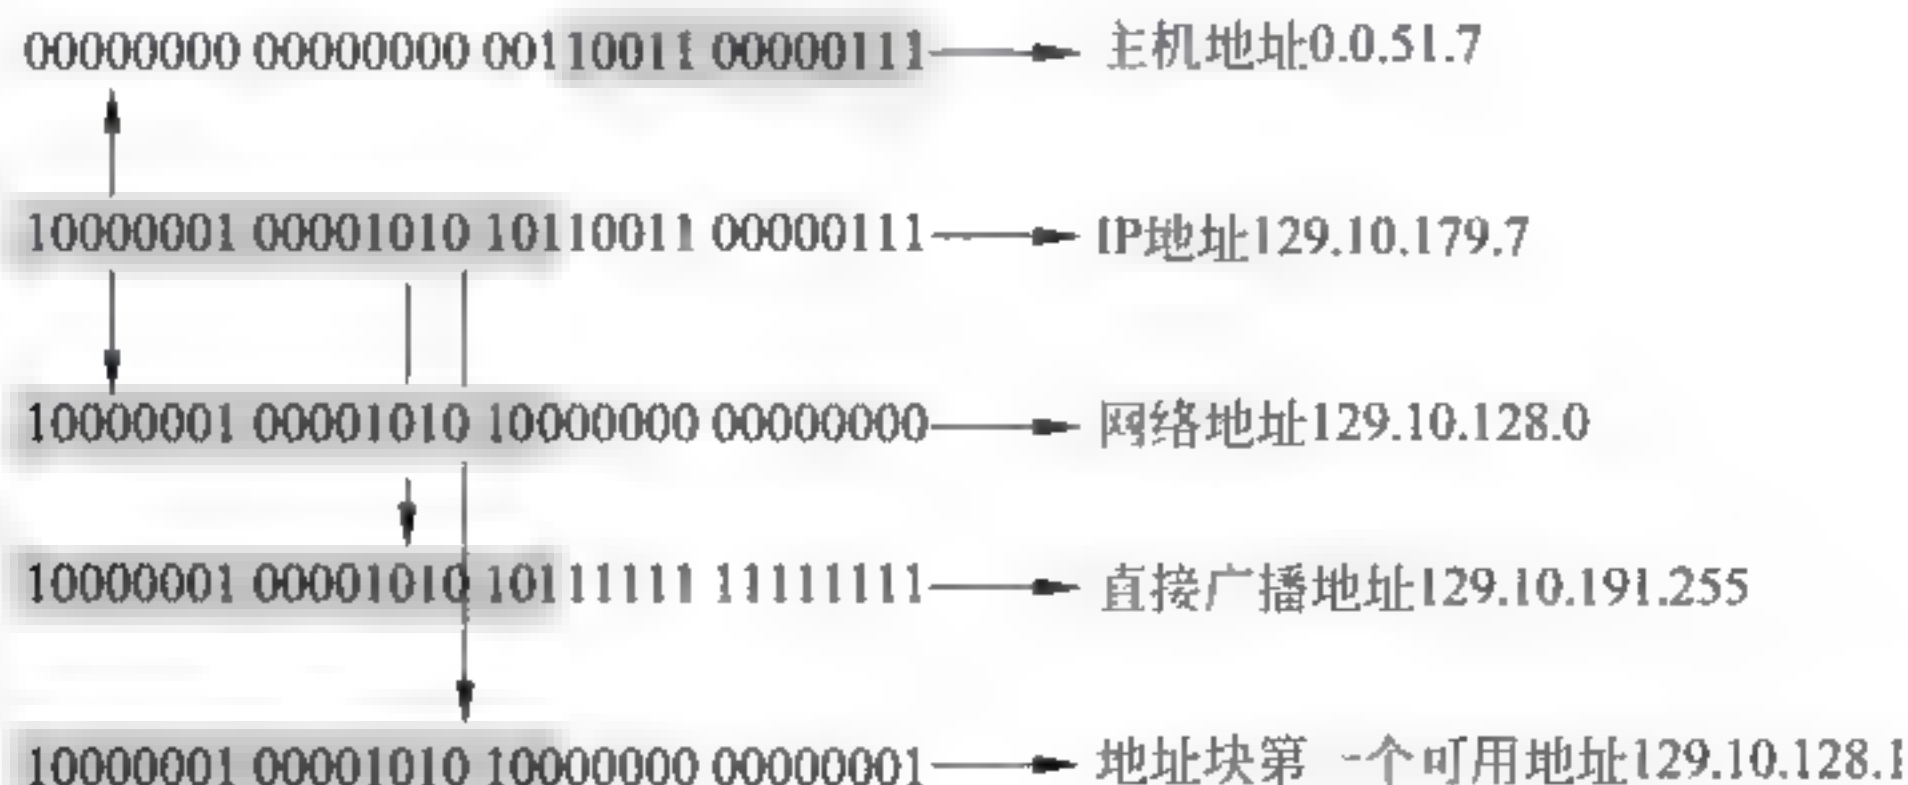 00000000 00000000 00110011 00000111 主机地址0.0.51.7
10000001 00001010 10110011 00000111 IP地址129.10.179.7
10000001 00001010 10000000 00000000 网络地址129.10.128.0
10000001 00001010 10111111 11111111 直接广播地址129.10.191.255
10000001 00001010 10000000 00000001 地址块第一个可用地址129.10.128.1